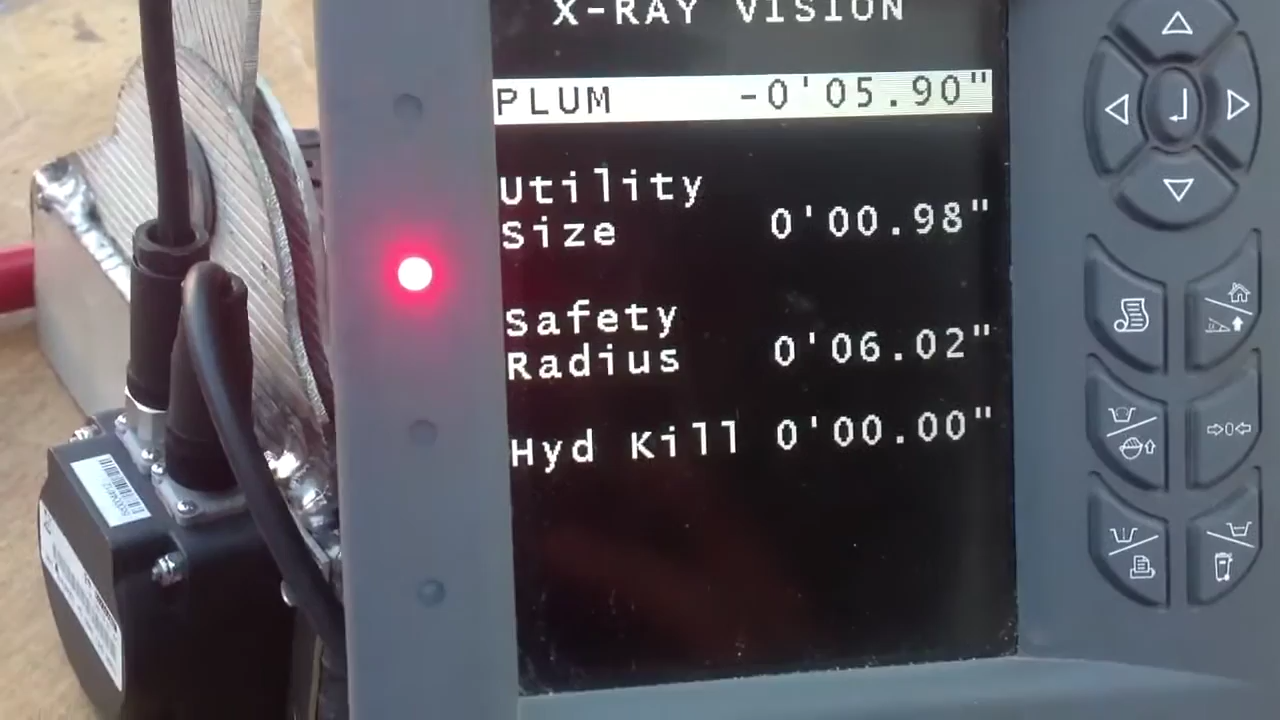 X-RAY VISION
PLUM -0'05.90"
Utility
Size 0'00.98"
Safety
Radius 0'06.02"
Hyd Kill 0'00.00"